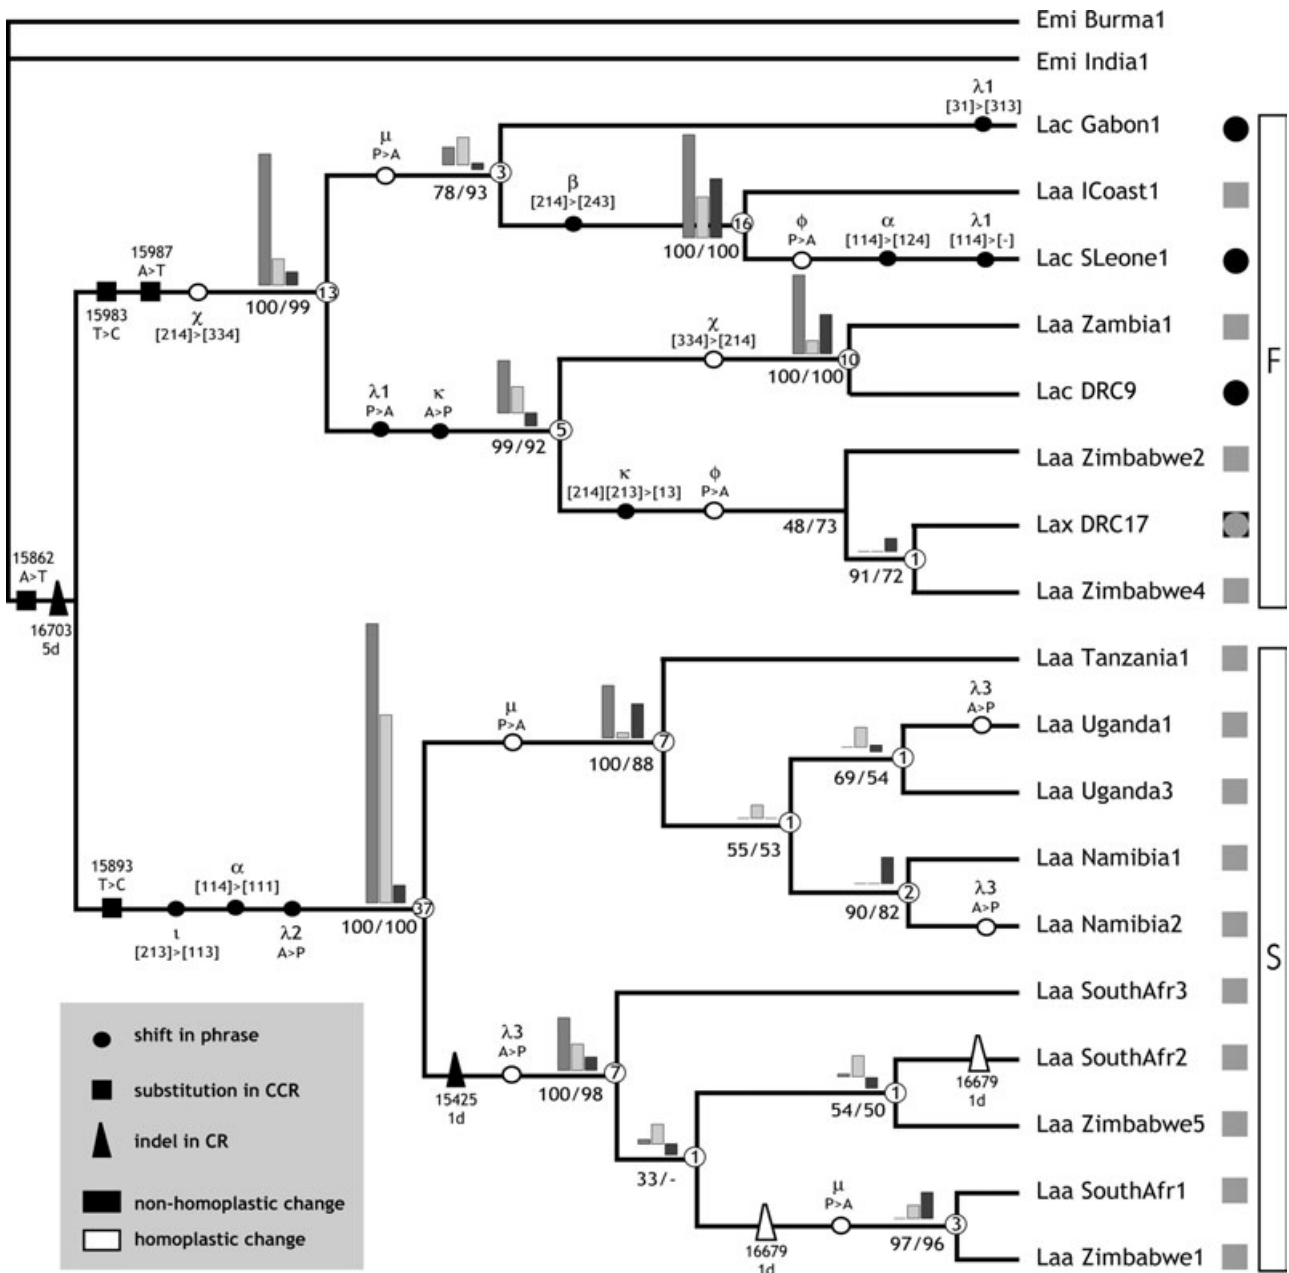 Emi Burma1
Emi India1
λ1
[31]>[313]
Lac Gabon1
μ
P>A
3
78/93
β
[214]>[243]
Laa ICoast1
16
100/100
φ
P>A
α
[114]>[124]
λ1
[114]>[-]
Lac SLeone1
15987
A>T
15983
T>C
χ
[214]>[334]
13
100/99
F
Laa Zambia1
χ
[334]>[214]
10
100/100
Lac DRC9
λ1
P>A
κ
A>P
5
99/92
Laa Zimbabwe2
κ
[214][213]>[13]
φ
P>A
48/73
Lax DRC17
1
91/72
Laa Zimbabwe4
15862
A>T
16703
5d
Laa Tanzania1
μ
P>A
7
100/88
λ3
A>P
Laa Uganda1
1
69/54
Laa Uganda3
1
55/53
Laa Namibia1
2
90/82
λ3
A>P
Laa Namibia2
15893
T>C
ι
[213]>[113]
α
[114]>[111]
λ2
A>P
37
100/100
S
Laa SouthAfr3
15425
1d
λ3
A>P
7
100/98
Laa SouthAfr2
16679
1d
1
54/50
Laa Zimbabwe5
1
33/-
Laa SouthAfr1
16679
1d
μ
P>A
3
97/96
Laa Zimbabwe1
shift in phrase
substitution in CCR
indel in CR
non-homoplastic change
homoplastic change